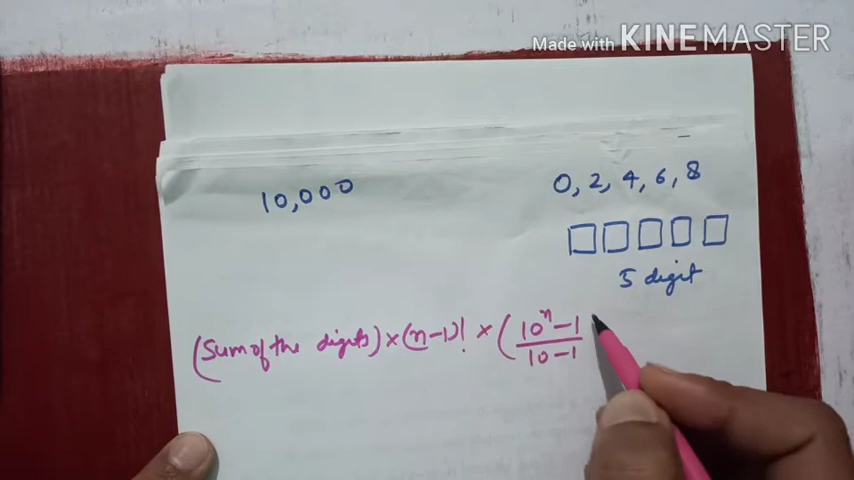 Made with KINEMASTER
10,000
0, 2, 4, 6, 8
5 digit
(Sum of the digits) × (n-1)! × (10ⁿ-1
10-1